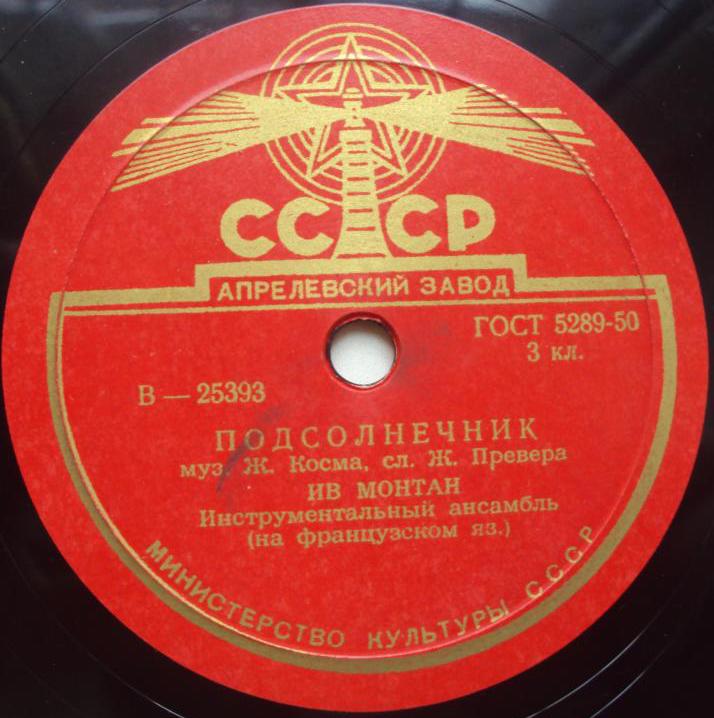 СССР
АПРЕЛЕВСКИЙ ЗАВОД
ГОСТ 5289-50
3 кл.
В — 25393
ПОДСОЛНЕЧНИК
муз. Ж. Косма, сл. Ж. Превера
ИВ МОНТАН
Инструментальный ансамбль
(на французском яз.)
МИНИСТЕРСТВО КУЛЬТУРЫ СССР